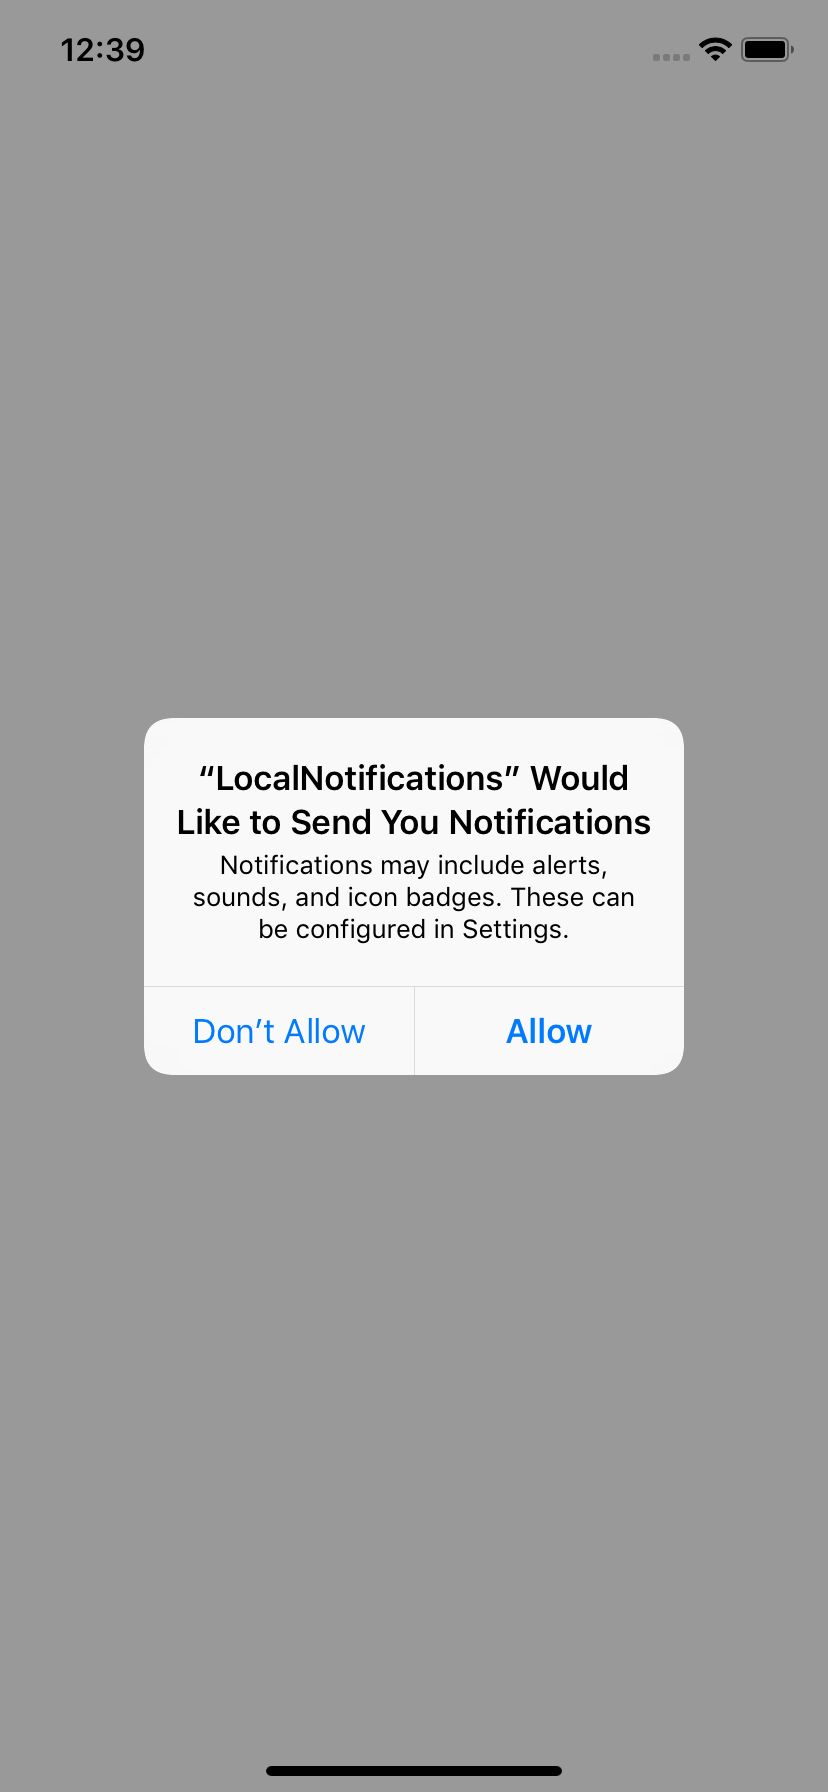 12:39
“LocalNotifications” Would
Like to Send You Notifications
Notifications may include alerts,
sounds, and icon badges. These can
be configured in Settings.
Don’t Allow
Allow